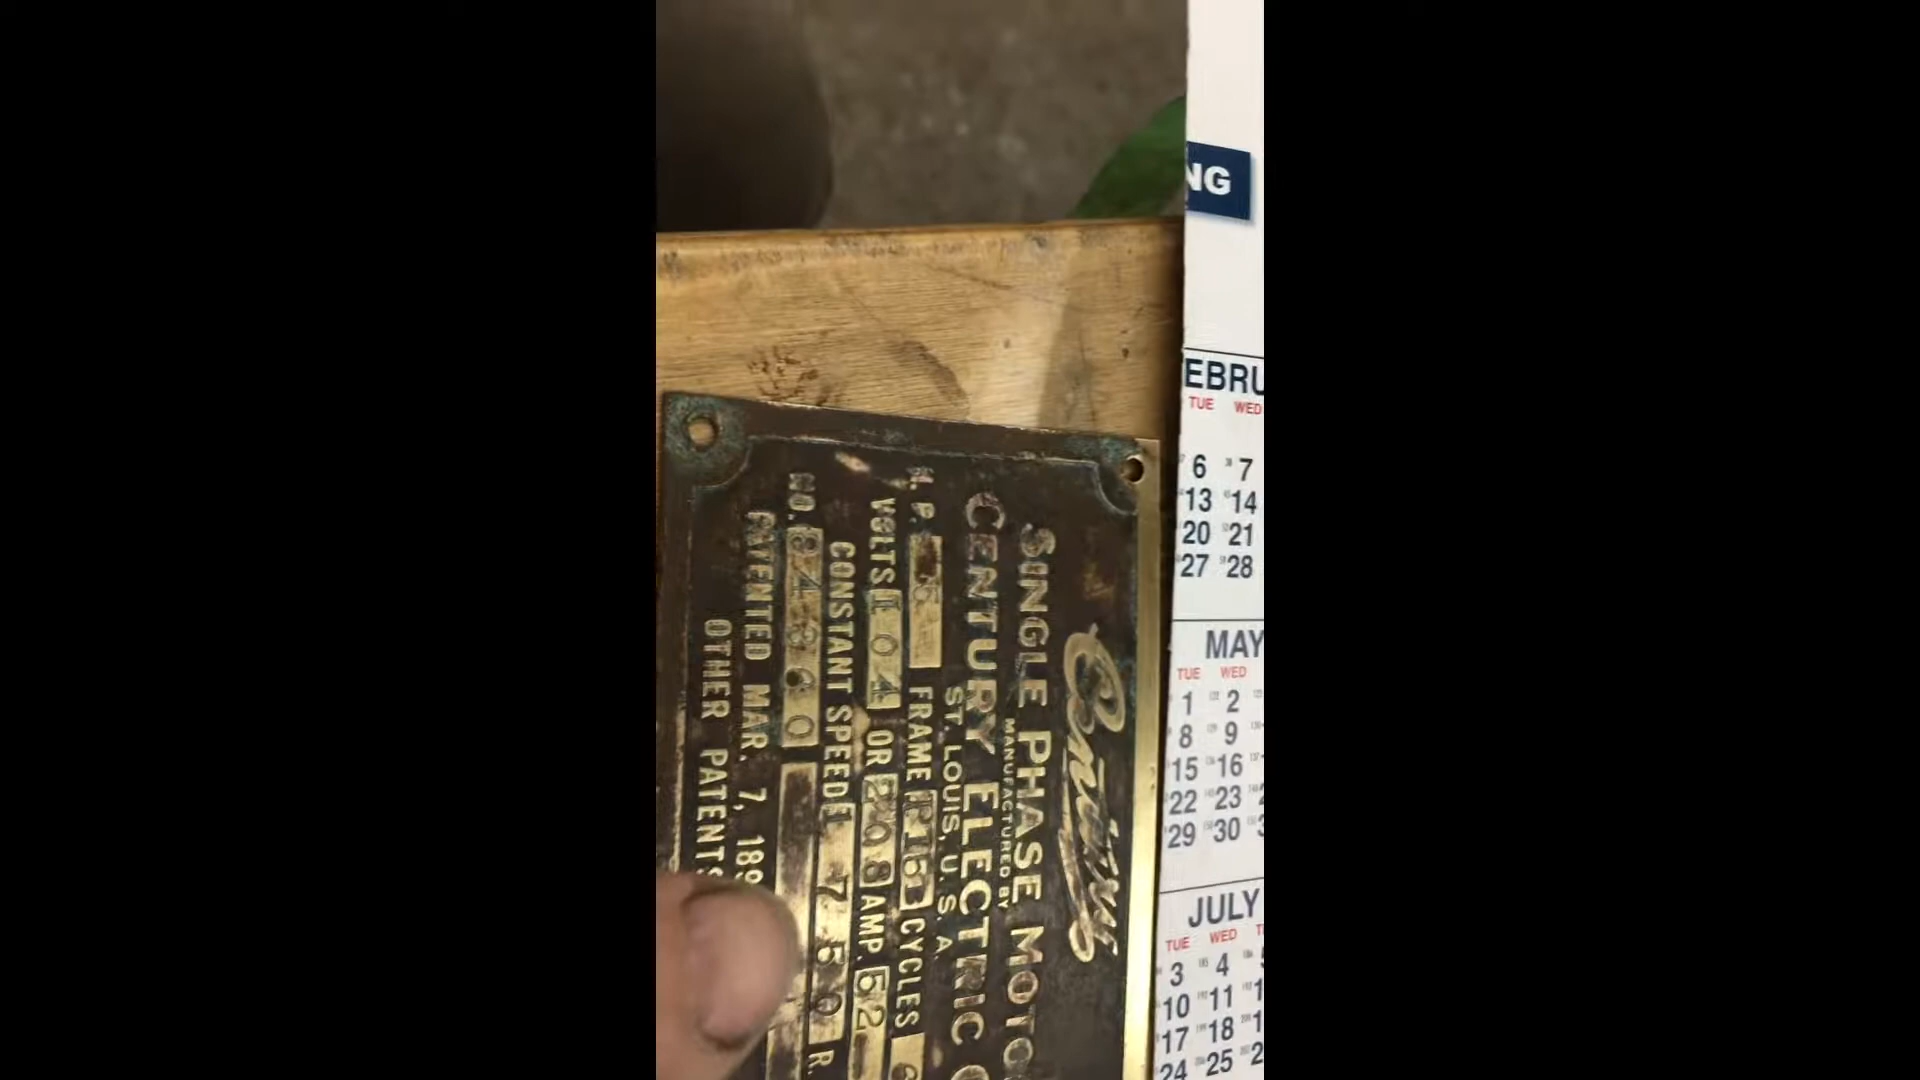 Century
SINGLE PHASE MOTO
MANUFACTURED BY
CENTURY ELECTRIC C
ST. LOUIS, U. S. A.
H.P. 5 FRAME CYCLES 6
VOLTS 104 OR 208 AMP. 52
CONSTANT SPEED 1750 R.
NO.
PATENTED MAR. 7, 189
OTHER PATENTS
NG
EBRU
TUE WED
6 7
13 14
20 21
27 28
MAY
TUE WED
1 2
8 9
15 16
22 23
29 30
JULY
TUE WED
3 4
10 11
17 18
24 25